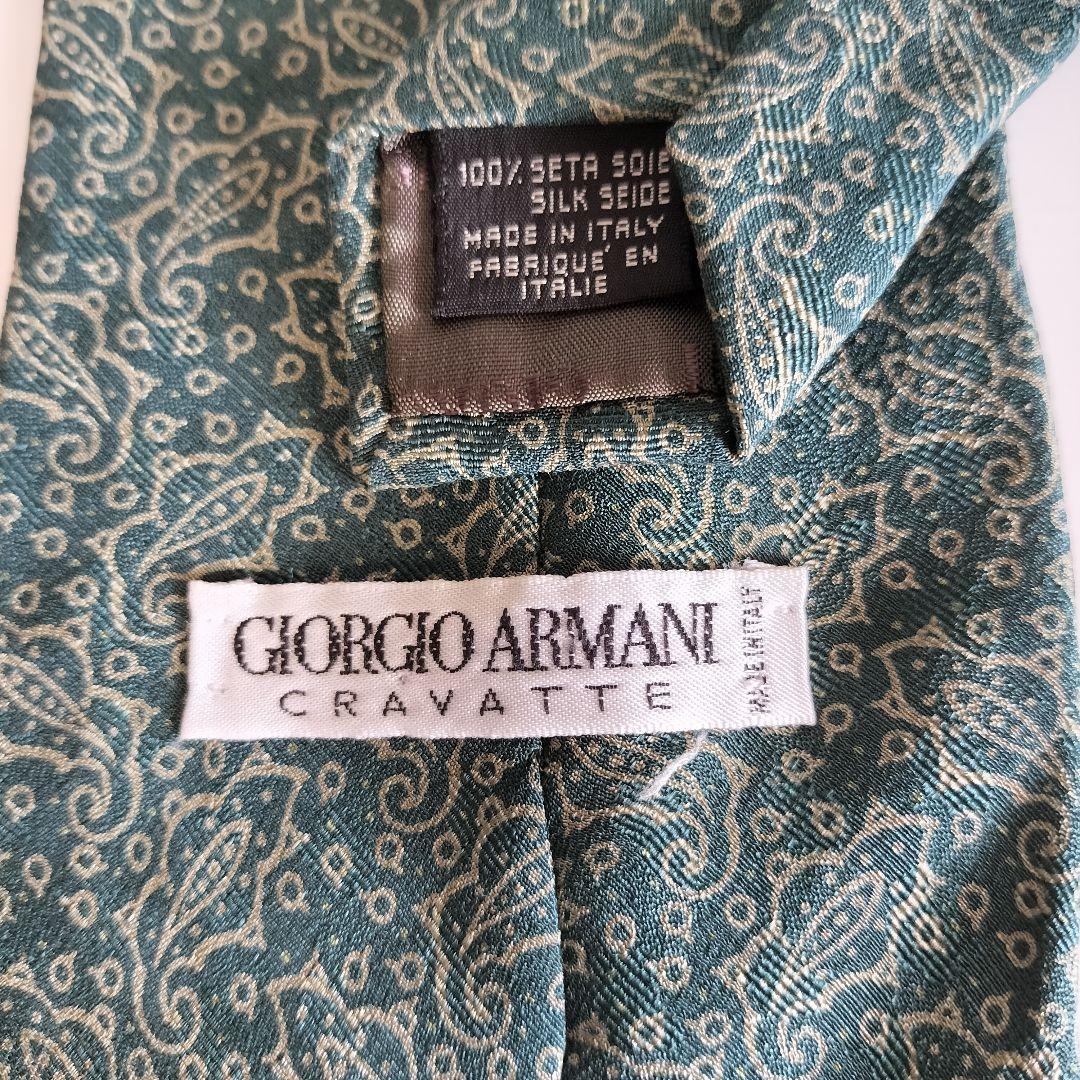 100% SETA SOIE
SILK SEIDE
MADE IN ITALY
FABRIQUE' EN
ITALIE
GIORGIO ARMANI
CRAVATTE
MADE IN ITALY